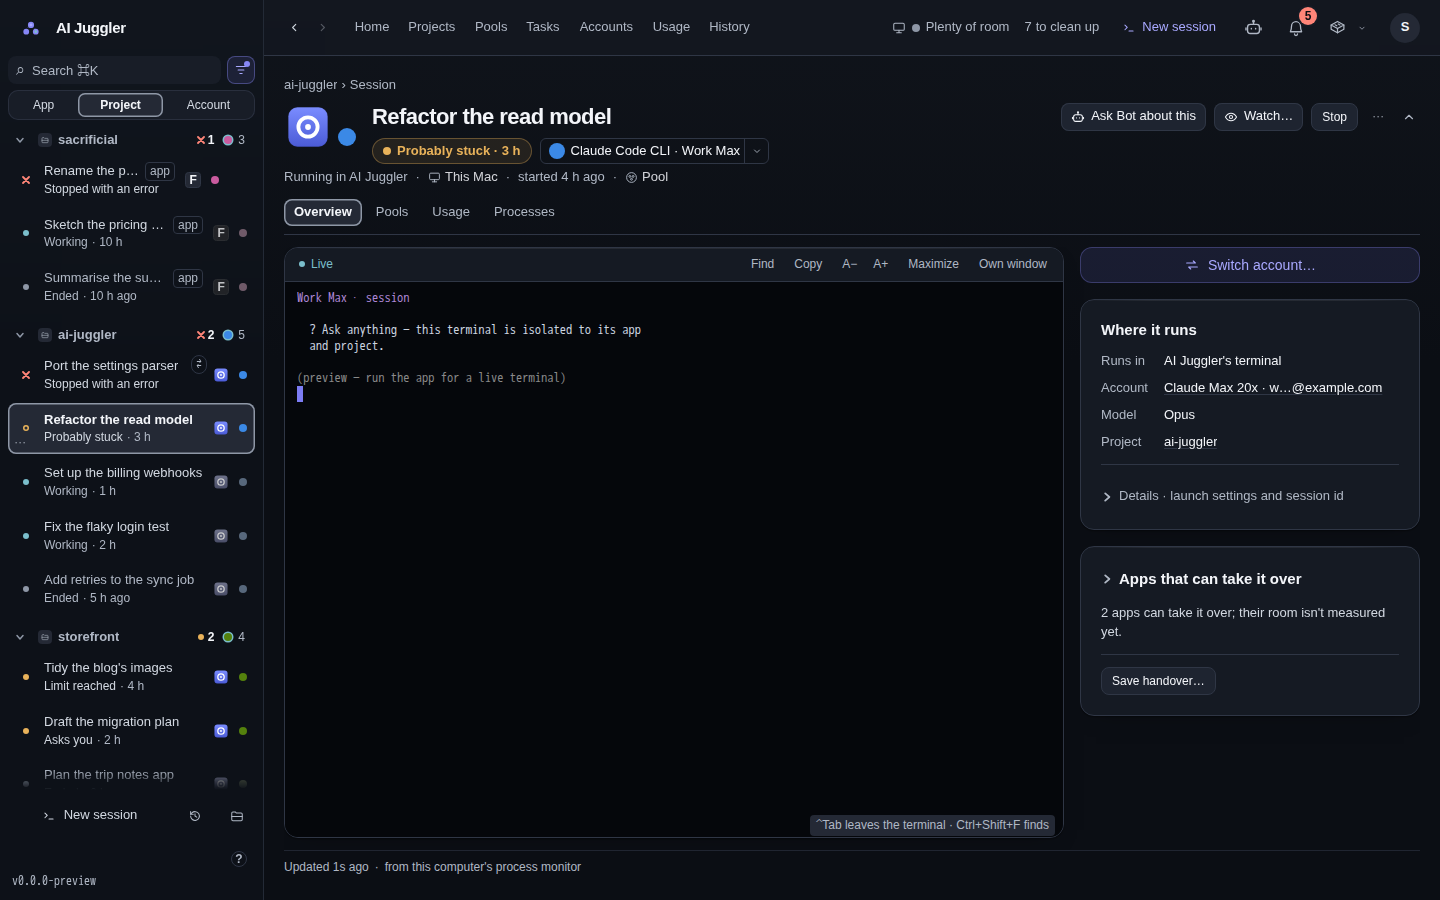 AI Juggler
Home Projects Pools Tasks Accounts Usage History
Plenty of room 7 to clean up New session 5 S
Search ⌘K
App Project Account
sacrificial 1 3
Rename the p… app F
Stopped with an error
Sketch the pricing … app F
Working · 10 h
Summarise the su… app F
Ended · 10 h ago
ai-juggler 2 5
Port the settings parser
Stopped with an error
Refactor the read model
Probably stuck · 3 h
Set up the billing webhooks
Working · 1 h
Fix the flaky login test
Working · 2 h
Add retries to the sync job
Ended · 5 h ago
storefront 2 4
Tidy the blog's images
Limit reached · 4 h
Draft the migration plan
Asks you · 2 h
Plan the trip notes app
New session
?
v0.0.0-preview
ai-juggler › Session
Refactor the read model
Ask Bot about this Watch… Stop …
Probably stuck · 3 h Claude Code CLI · Work Max
Running in AI Juggler · This Mac · started 4 h ago · Pool
Overview Pools Usage Processes
Live Find Copy A− A+ Maximize Own window
Work Max · session
? Ask anything — this terminal is isolated to its app
and project.
(preview — run the app for a live terminal)
^Tab leaves the terminal · Ctrl+Shift+F finds
Switch account…
Where it runs
Runs in AI Juggler's terminal
Account Claude Max 20x · w…@example.com
Model Opus
Project ai-juggler
Details · launch settings and session id
Apps that can take it over
2 apps can take it over; their room isn't measured
yet.
Save handover…
Updated 1s ago · from this computer's process monitor